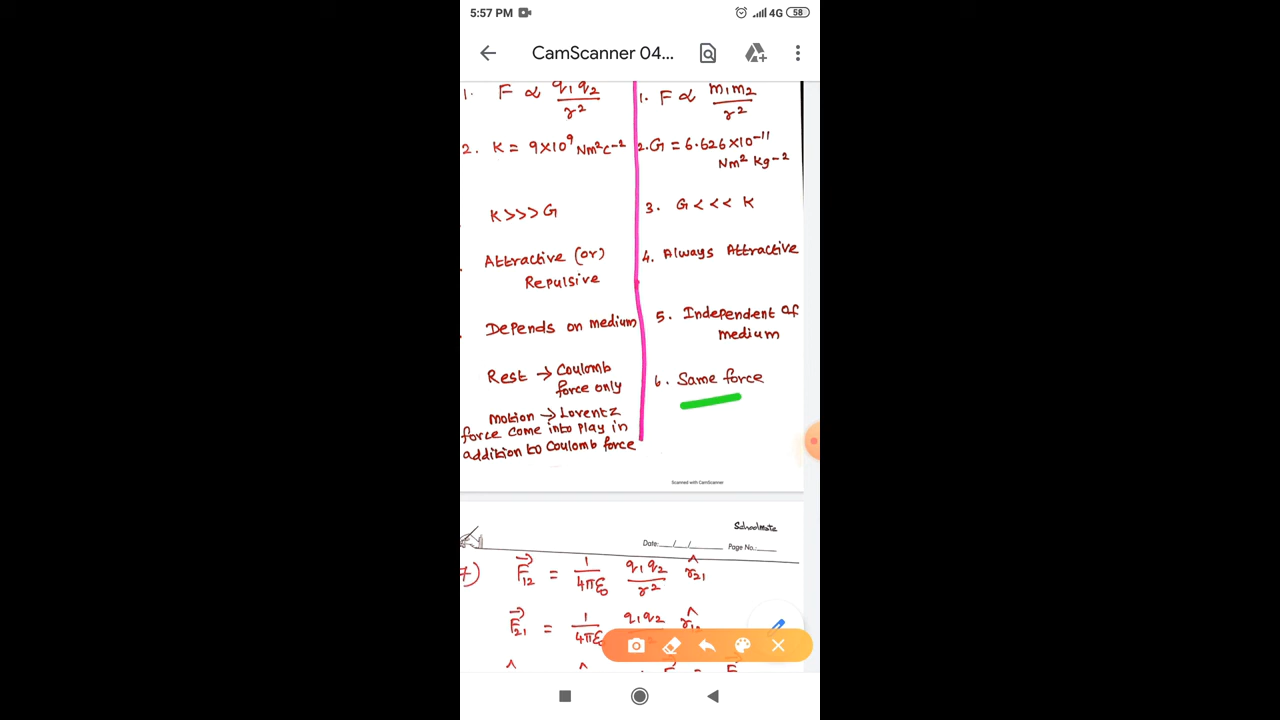 5:57 PM
4G 58
CamScanner 04...
1. F ∝ q₁q₂/r²
2. K = 9×10⁹ Nm²c⁻²
K>>>G
Attractive (or)
Repulsive
Depends on medium
Rest → Coulomb
force only
Motion → Lorentz
force come into play in
addition to Coulomb force
1. F ∝ m₁m₂/r²
2. G = 6.626×10⁻¹¹
Nm² Kg⁻²
3. G < < < K
4. Always Attractive
5. Independent of
medium
6. Same force
Scanned with CamScanner
Schoolmate
Date:___/___/______ Page No.:_____
7) F⃗₁₂ = 1/4πε₀ q₁q₂/r² r̂₂₁
F⃗₂₁ = 1/4πε₀ q₁q₂